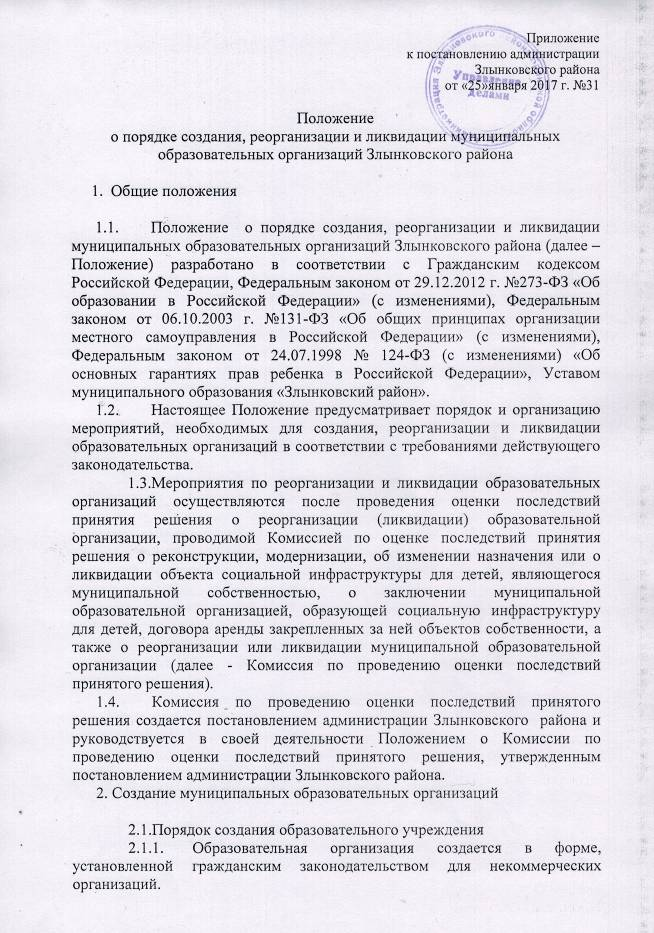 Приложение
к постановлению администрации
Злынковского района
от «25»января 2017 г. №31
Управление
делами
Положение
о порядке создания, реорганизации и ликвидации муниципальных
образовательных организаций Злынковского района
1. Общие положения
1.1. Положение о порядке создания, реорганизации и ликвидации
муниципальных образовательных организаций Злынковского района (далее –
Положение) разработано в соответствии с Гражданским кодексом
Российской Федерации, Федеральным законом от 29.12.2012 г. №273-ФЗ «Об
образовании в Российской Федерации» (с изменениями), Федеральным
законом от 06.10.2003 г. №131-ФЗ «Об общих принципах организации
местного самоуправления в Российской Федерации» (с изменениями),
Федеральным законом от 24.07.1998 № 124-ФЗ (с изменениями) «Об
основных гарантиях прав ребенка в Российской Федерации», Уставом
муниципального образования «Злынковский район».
1.2. Настоящее Положение предусматривает порядок и организацию
мероприятий, необходимых для создания, реорганизации и ликвидации
образовательных организаций в соответствии с требованиями действующего
законодательства.
1.3.Мероприятия по реорганизации и ликвидации образовательных
организаций осуществляются после проведения оценки последствий
принятия решения о реорганизации (ликвидации) образовательной
организации, проводимой Комиссией по оценке последствий принятия
решения о реконструкции, модернизации, об изменении назначения или о
ликвидации объекта социальной инфраструктуры для детей, являющегося
муниципальной собственностью, о заключении муниципальной
образовательной организацией, образующей социальную инфраструктуру
для детей, договора аренды закрепленных за ней объектов собственности, а
также о реорганизации или ликвидации муниципальной образовательной
организации (далее - Комиссия по проведению оценки последствий
принятого решения).
1.4. Комиссия по проведению оценки последствий принятого
решения создается постановлением администрации Злынковского района и
руководствуется в своей деятельности Положением о Комиссии по
проведению оценки последствий принятого решения, утвержденным
постановлением администрации Злынковского района.
2. Создание муниципальных образовательных организаций
2.1.Порядок создания образовательного учреждения
2.1.1. Образовательная организация создается в форме,
установленной гражданским законодательством для некоммерческих
организаций.